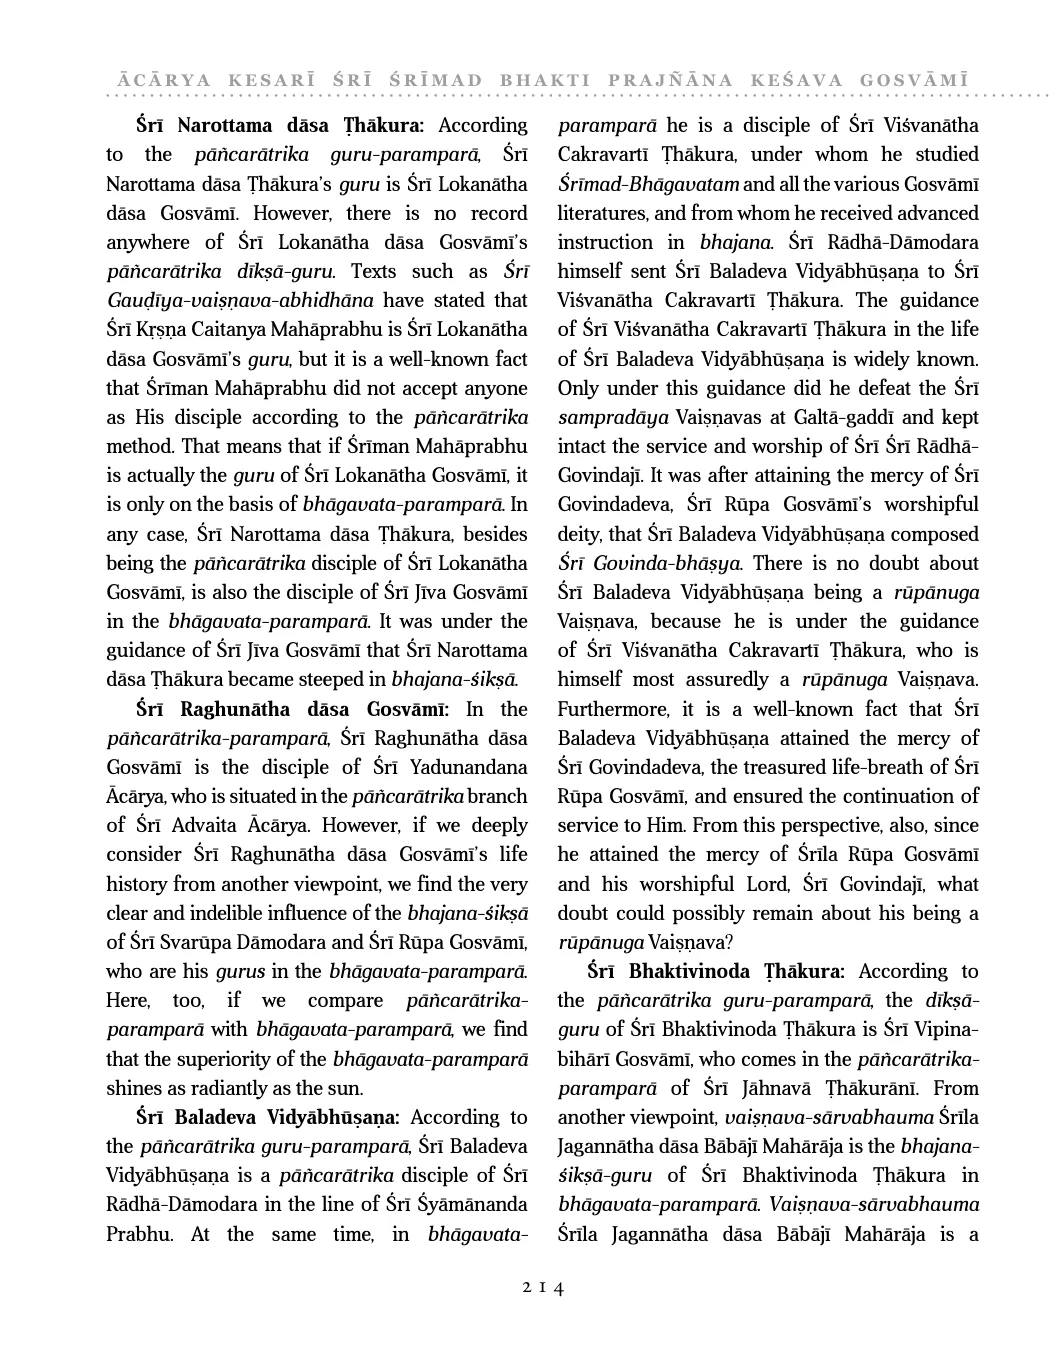 ĀCĀRYA KESARĪ ŚRĪ ŚRĪMAD BHAKTI PRAJÑĀNA KEŚAVA GOSVĀMĪ
Śrī Narottama dāsa Ṭhākura: According
to the pāñcarātrika guru-paramparā, Śrī
Narottama dāsa Ṭhākura’s guru is Śrī Lokanātha
dāsa Gosvāmī. However, there is no record
anywhere of Śrī Lokanātha dāsa Gosvāmī’s
pāñcarātrika dīkṣā-guru. Texts such as Śrī
Gauḍīya-vaiṣṇava-abhidhāna have stated that
Śrī Kṛṣṇa Caitanya Mahāprabhu is Śrī Lokanātha
dāsa Gosvāmī’s guru, but it is a well-known fact
that Śrīman Mahāprabhu did not accept anyone
as His disciple according to the pāñcarātrika
method. That means that if Śrīman Mahāprabhu
is actually the guru of Śrī Lokanātha Gosvāmī, it
is only on the basis of bhāgavata-paramparā. In
any case, Śrī Narottama dāsa Ṭhākura, besides
being the pāñcarātrika disciple of Śrī Lokanātha
Gosvāmī, is also the disciple of Śrī Jīva Gosvāmī
in the bhāgavata-paramparā. It was under the
guidance of Śrī Jīva Gosvāmī that Śrī Narottama
dāsa Ṭhākura became steeped in bhajana-śikṣā.
Śrī Raghunātha dāsa Gosvāmī: In the
pāñcarātrika-paramparā, Śrī Raghunātha dāsa
Gosvāmī is the disciple of Śrī Yadunandana
Ācārya, who is situated in the pāñcarātrika branch
of Śrī Advaita Ācārya. However, if we deeply
consider Śrī Raghunātha dāsa Gosvāmī’s life
history from another viewpoint, we find the very
clear and indelible influence of the bhajana-śikṣā
of Śrī Svarūpa Dāmodara and Śrī Rūpa Gosvāmī,
who are his gurus in the bhāgavata-paramparā.
Here, too, if we compare pāñcarātrika-
paramparā with bhāgavata-paramparā, we find
that the superiority of the bhāgavata-paramparā
shines as radiantly as the sun.
Śrī Baladeva Vidyābhūṣaṇa: According to
the pāñcarātrika guru-paramparā, Śrī Baladeva
Vidyābhūṣaṇa is a pāñcarātrika disciple of Śrī
Rādhā-Dāmodara in the line of Śrī Śyāmānanda
Prabhu. At the same time, in bhāgavata-
paramparā he is a disciple of Śrī Viśvanātha
Cakravartī Ṭhākura, under whom he studied
Śrīmad-Bhāgavatam and all the various Gosvāmī
literatures, and from whom he received advanced
instruction in bhajana. Śrī Rādhā-Dāmodara
himself sent Śrī Baladeva Vidyābhūṣaṇa to Śrī
Viśvanātha Cakravartī Ṭhākura. The guidance
of Śrī Viśvanātha Cakravartī Ṭhākura in the life
of Śrī Baladeva Vidyābhūṣaṇa is widely known.
Only under this guidance did he defeat the Śrī
sampradāya Vaiṣṇavas at Galtā-gaddī and kept
intact the service and worship of Śrī Śrī Rādhā-
Govindajī. It was after attaining the mercy of Śrī
Govindadeva, Śrī Rūpa Gosvāmī’s worshipful
deity, that Śrī Baladeva Vidyābhūṣaṇa composed
Śrī Govinda-bhāṣya. There is no doubt about
Śrī Baladeva Vidyābhūṣaṇa being a rūpānuga
Vaiṣṇava, because he is under the guidance
of Śrī Viśvanātha Cakravartī Ṭhākura, who is
himself most assuredly a rūpānuga Vaiṣṇava.
Furthermore, it is a well-known fact that Śrī
Baladeva Vidyābhūṣaṇa attained the mercy of
Śrī Govindadeva, the treasured life-breath of Śrī
Rūpa Gosvāmī, and ensured the continuation of
service to Him. From this perspective, also, since
he attained the mercy of Śrīla Rūpa Gosvāmī
and his worshipful Lord, Śrī Govindajī, what
doubt could possibly remain about his being a
rūpānuga Vaiṣṇava?
Śrī Bhaktivinoda Ṭhākura: According to
the pāñcarātrika guru-paramparā, the dīkṣā-
guru of Śrī Bhaktivinoda Ṭhākura is Śrī Vipina-
bihārī Gosvāmī, who comes in the pāñcarātrika-
paramparā of Śrī Jāhnavā Ṭhākurānī. From
another viewpoint, vaiṣṇava-sārvabhauma Śrīla
Jagannātha dāsa Bābājī Mahārāja is the bhajana-
śikṣā-guru of Śrī Bhaktivinoda Ṭhākura in
bhāgavata-paramparā. Vaiṣṇava-sārvabhauma
Śrīla Jagannātha dāsa Bābājī Mahārāja is a
214